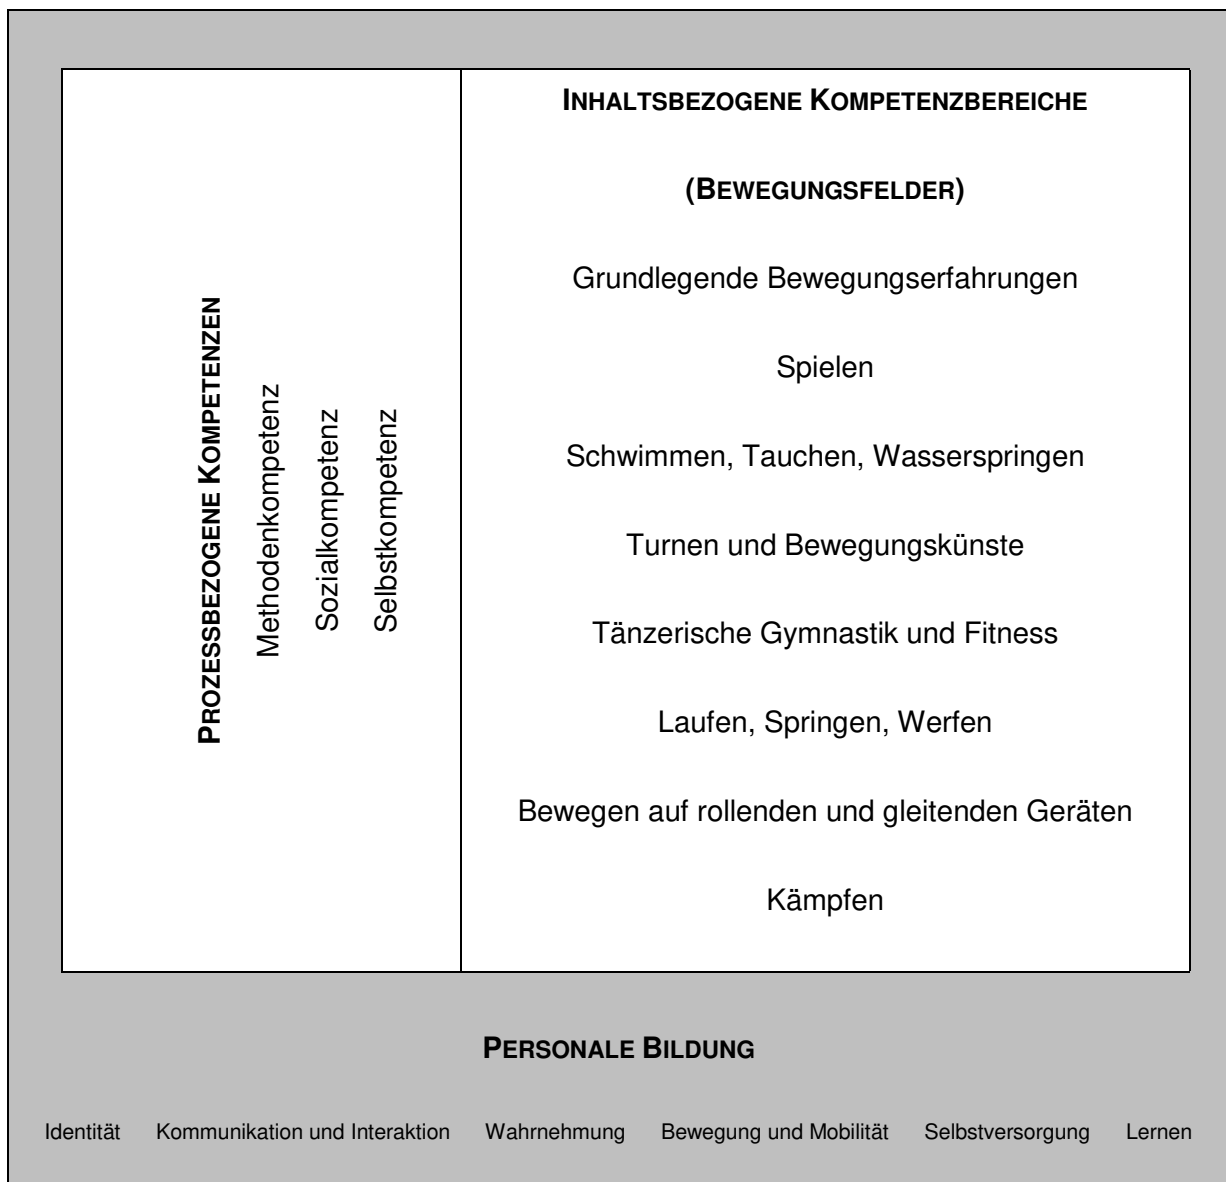 PROZESSBEZOGENE KOMPETENZEN
Methodenkompetenz
Sozialkompetenz
Selbstkompetenz
INHALTSBEZOGENE KOMPETENZBEREICHE
(BEWEGUNGSFELDER)
Grundlegende Bewegungserfahrungen
Spielen
Schwimmen, Tauchen, Wasserspringen
Turnen und Bewegungskünste
Tänzerische Gymnastik und Fitness
Laufen, Springen, Werfen
Bewegen auf rollenden und gleitenden Geräten
Kämpfen
PERSONALE BILDUNG
Identität Kommunikation und Interaktion Wahrnehmung Bewegung und Mobilität Selbstversorgung Lernen